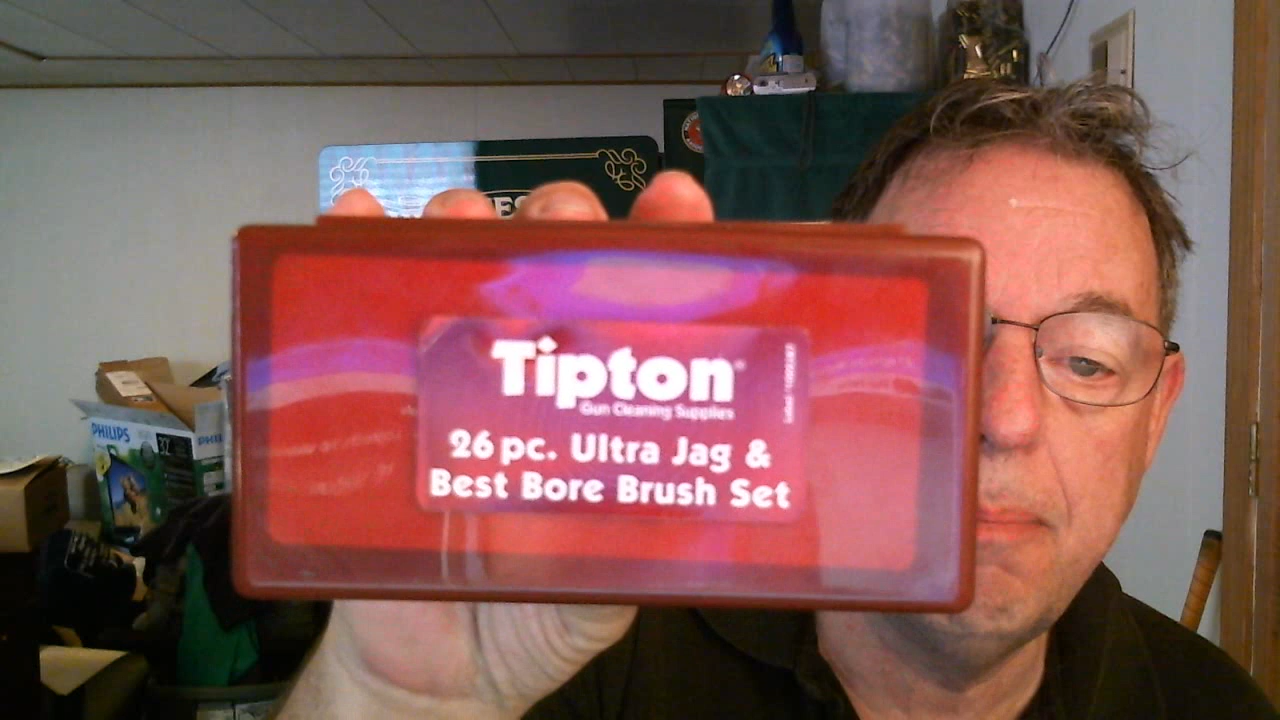 Tipton
Gun Cleaning Supplies
26 pc. Ultra Jag &
Best Bore Brush Set
PHILIPS